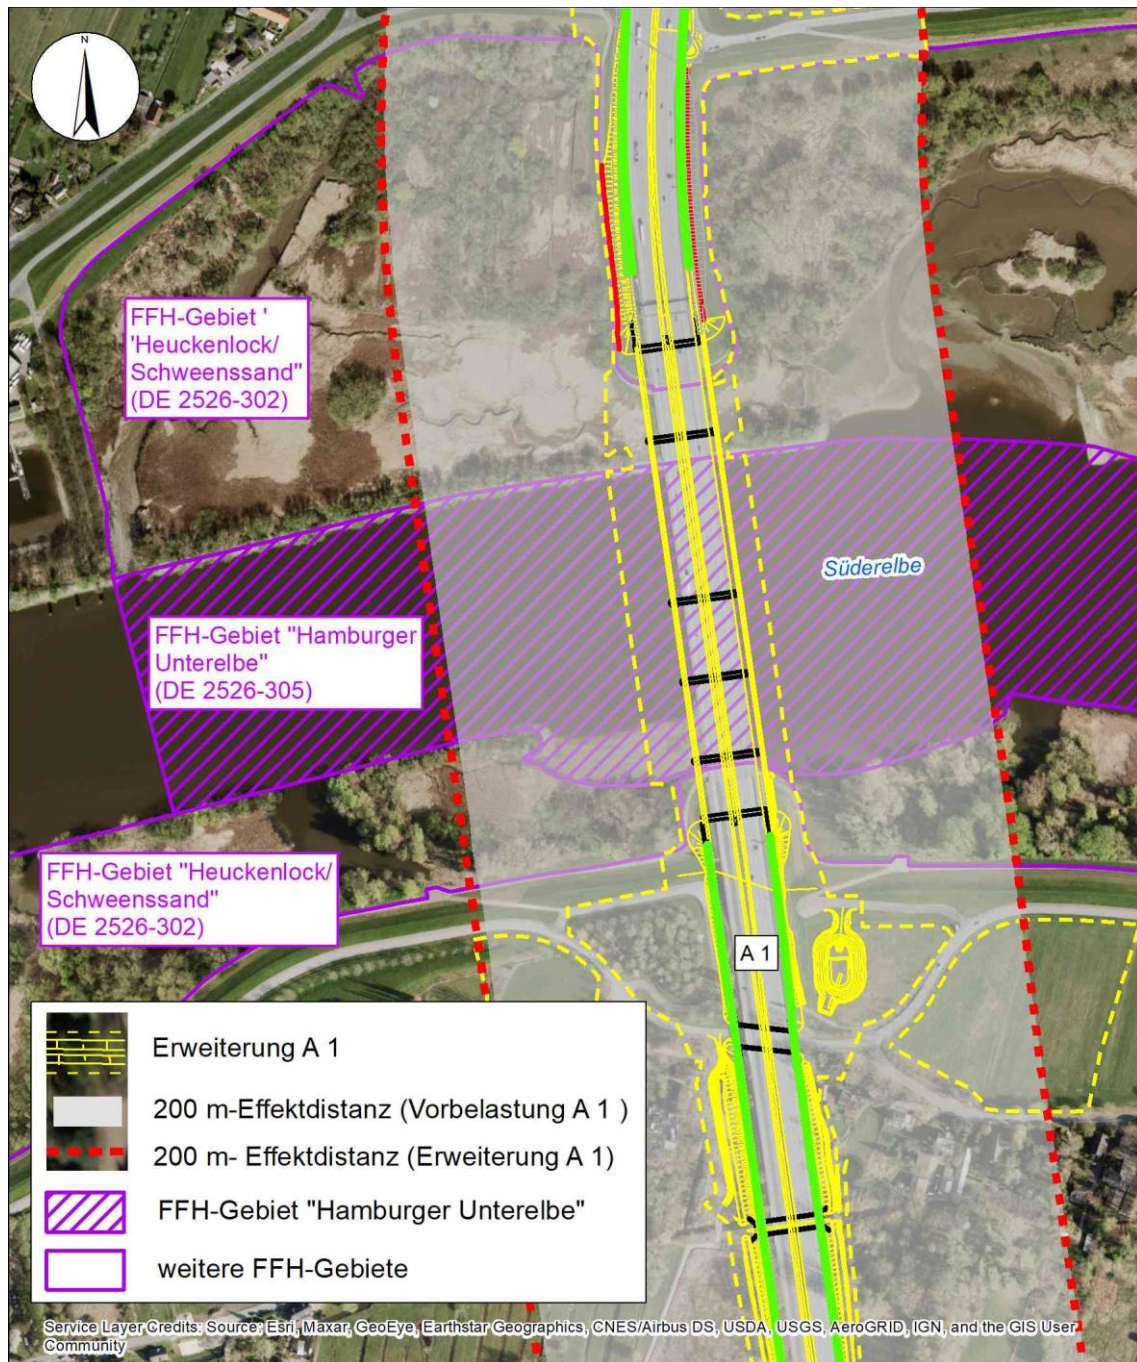 N
FFH-Gebiet '
'Heuckenlock/
Schweenssand"
(DE 2526-302)
Süderelbe
FFH-Gebiet "Hamburger
Unterelbe"
(DE 2526-305)
FFH-Gebiet "Heuckenlock/
Schweenssand"
(DE 2526-302)
A 1
Erweiterung A 1
200 m-Effektdistanz (Vorbelastung A 1 )
200 m- Effektdistanz (Erweiterung A 1)
FFH-Gebiet "Hamburger Unterelbe"
weitere FFH-Gebiete
Service Layer Credits: Source: Esri, Maxar, GeoEye, Earthstar Geographics, CNES/Airbus DS, USDA, USGS, AeroGRID, IGN, and the GIS User
Community